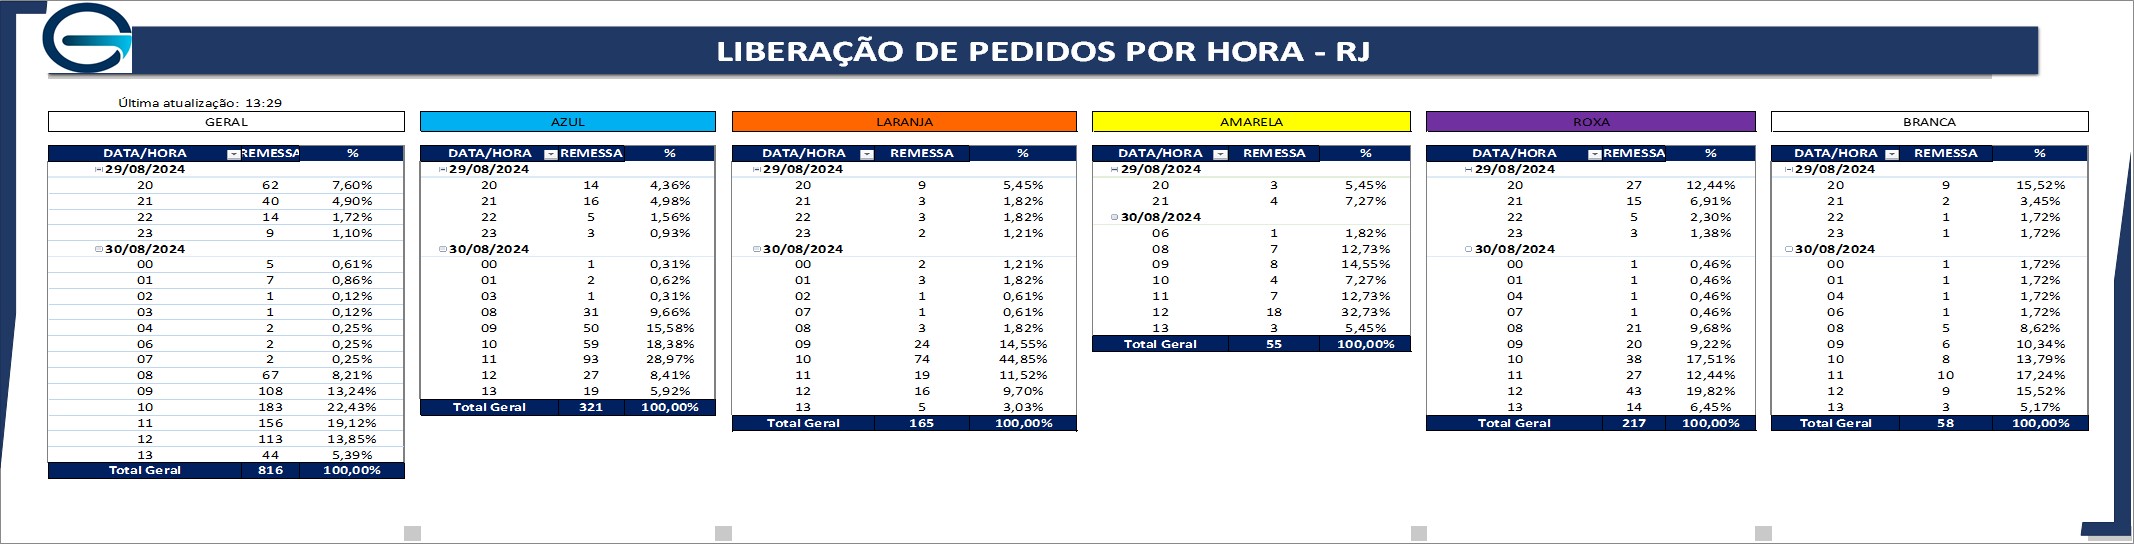 LIBERAÇÃO DE PEDIDOS POR HORA - RJ
Última atualização: 13:29
GERAL
DATA/HORA REMESSA %
29/08/2024
20 62 7,60%
21 40 4,90%
22 14 1,72%
23 9 1,10%
30/08/2024
00 5 0,61%
01 7 0,86%
02 1 0,12%
03 1 0,12%
04 2 0,25%
06 2 0,25%
07 2 0,25%
08 67 8,21%
09 108 13,24%
10 183 22,43%
11 156 19,12%
12 113 13,85%
13 44 5,39%
Total Geral 816 100,00%
AZUL
DATA/HORA REMESSA %
29/08/2024
20 14 4,36%
21 16 4,98%
22 5 1,56%
23 3 0,93%
30/08/2024
00 1 0,31%
01 2 0,62%
03 1 0,31%
08 31 9,66%
09 50 15,58%
10 59 18,38%
11 93 28,97%
12 27 8,41%
13 19 5,92%
Total Geral 321 100,00%
LARANJA
DATA/HORA REMESSA %
29/08/2024
20 9 5,45%
21 3 1,82%
22 3 1,82%
23 2 1,21%
30/08/2024
00 2 1,21%
01 3 1,82%
02 1 0,61%
07 1 0,61%
08 3 1,82%
09 24 14,55%
10 74 44,85%
11 19 11,52%
12 16 9,70%
13 5 3,03%
Total Geral 165 100,00%
AMARELA
DATA/HORA REMESSA %
29/08/2024
20 3 5,45%
21 4 7,27%
30/08/2024
06 1 1,82%
08 7 12,73%
09 8 14,55%
10 4 7,27%
11 7 12,73%
12 18 32,73%
13 3 5,45%
Total Geral 55 100,00%
ROXA
DATA/HORA REMESSA %
29/08/2024
20 27 12,44%
21 15 6,91%
22 5 2,30%
23 3 1,38%
30/08/2024
00 1 0,46%
01 1 0,46%
04 1 0,46%
07 1 0,46%
08 21 9,68%
09 20 9,22%
10 38 17,51%
11 27 12,44%
12 43 19,82%
13 14 6,45%
Total Geral 217 100,00%
BRANCA
DATA/HORA REMESSA %
29/08/2024
20 9 15,52%
21 2 3,45%
22 1 1,72%
23 1 1,72%
30/08/2024
00 1 1,72%
01 1 1,72%
04 1 1,72%
06 1 1,72%
08 5 8,62%
09 6 10,34%
10 8 13,79%
11 10 17,24%
12 9 15,52%
13 3 5,17%
Total Geral 58 100,00%